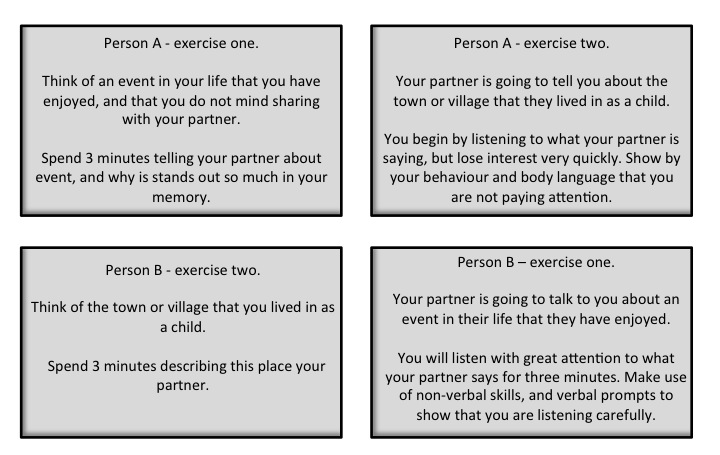 Person A - exercise one.
Think of an event in your life that you have
enjoyed, and that you do not mind sharing
with your partner.
Spend 3 minutes telling your partner about
event, and why is stands out so much in your
memory.
Person A - exercise two.
Your partner is going to tell you about the
town or village that they lived in as a child.
You begin by listening to what your partner is
saying, but lose interest very quickly. Show by
your behaviour and body language that you
are not paying attention.
Person B - exercise two.
Think of the town or village that you lived in as
a child.
Spend 3 minutes describing this place your
partner.
Person B – exercise one.
Your partner is going to talk to you about an
event in their life that they have enjoyed.
You will listen with great attention to what
your partner says for three minutes. Make use
of non-verbal skills, and verbal prompts to
show that you are listening carefully.